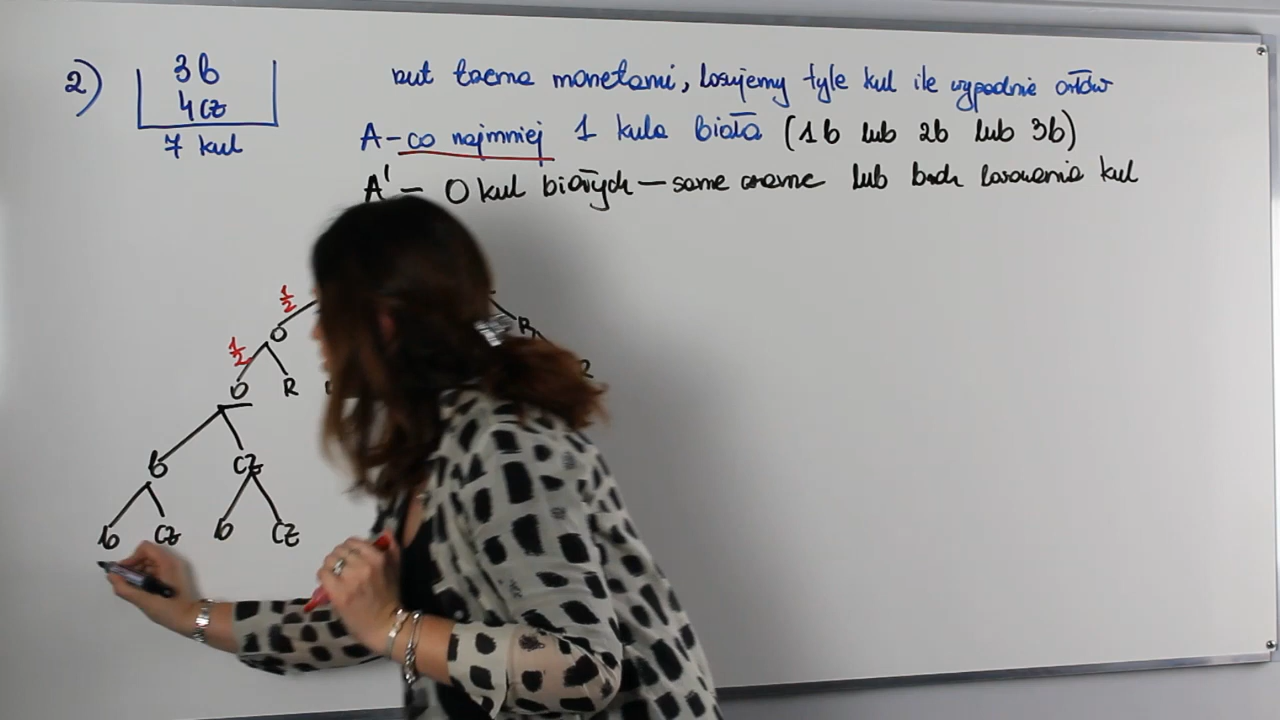 2) 3b
4cz
7 kul
rzut trzema monetami, losujemy tyle kul ile wypadnie orłów
A - co najmniej 1 kula biała (1b lub 2b lub 3b)
A' - 0 kul białych - same czarne lub brak losowania kul
1/2
O R
1/2
O R R
b cz
b cz b cz